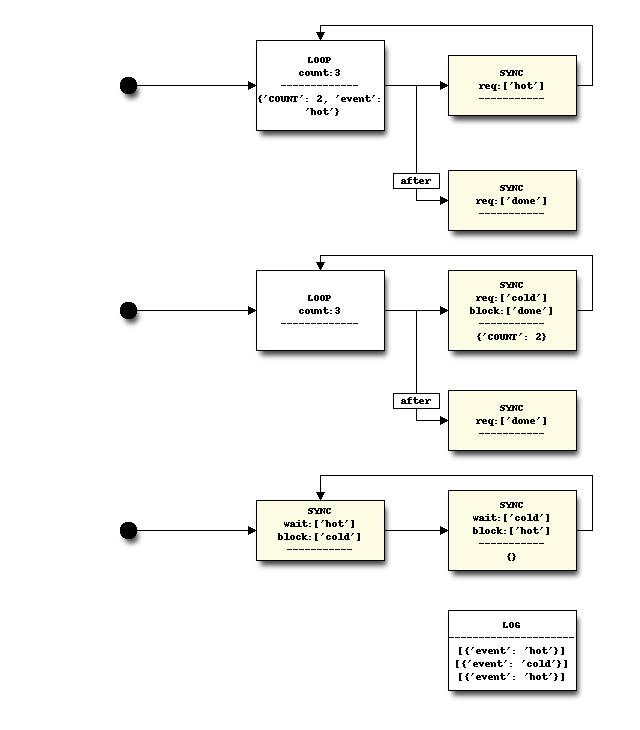 LOOP
count:3
-------------
{'COUNT': 2, 'event':
'hot'}
SYNC
req:['hot']
-----------
after
SYNC
req:['done']
-----------
LOOP
count:3
-------------
SYNC
req:['cold']
block:['done']
-----------
{'COUNT': 2}
after
SYNC
req:['done']
-----------
SYNC
wait:['hot']
block:['cold']
-----------
SYNC
wait:['cold']
block:['hot']
-----------
{}
LOG
---------------------
[{'event': 'hot'}]
[{'event': 'cold'}]
[{'event': 'hot'}]